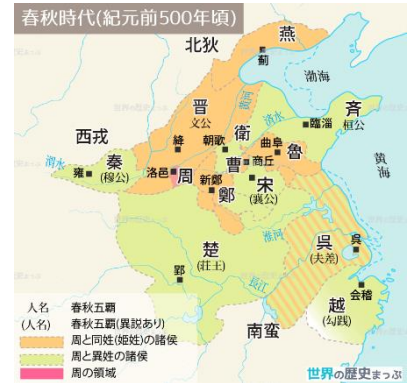 春秋時代(紀元前500年頃)
燕
北狄
薊
渤海
晋
文公
黄河
済水
斉
桓公
臨淄
衛
朝歌
曲阜
魯
黄海
西戎
絳
渭水
秦
(穆公)
雍
洛邑
周
曹
商丘
新鄭
鄭
宋
(襄公)
淮河
呉
(夫差)
呉
楚
(荘王)
郢
長江
会稽
越
(勾践)
南蛮
人名 春秋五覇
(人名) 春秋五覇(異説あり)
周と同姓(姫姓)の諸侯
周と異姓の諸侯
周の領域
世界の歴史まっぷ